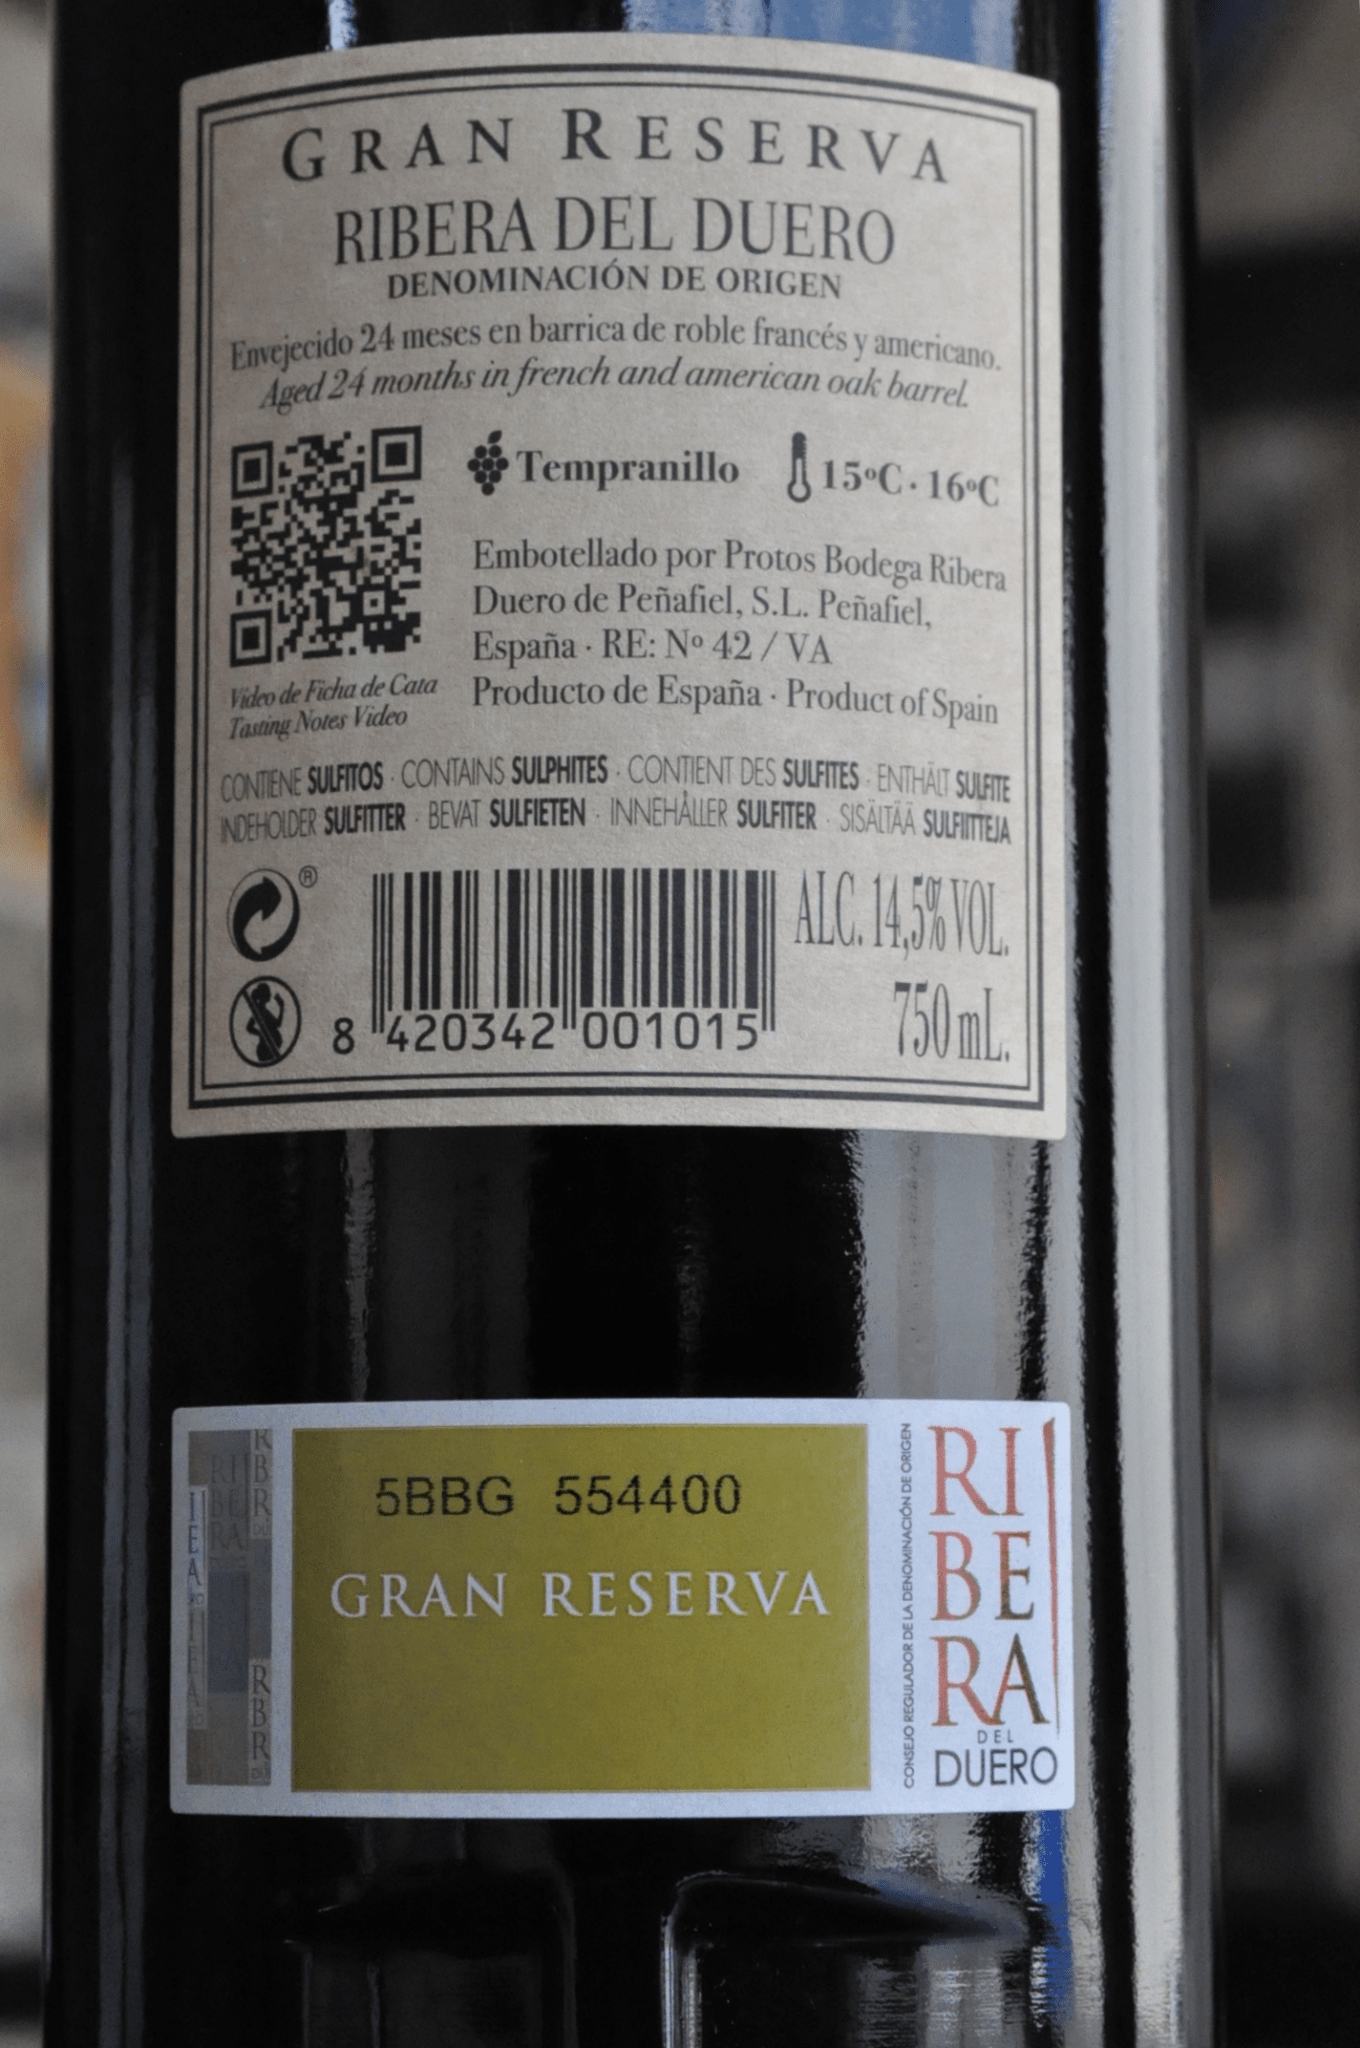 GRAN RESERVA
RIBERA DEL DUERO
DENOMINACIÓN DE ORIGEN
Envejecido 24 meses en barrica de roble francés y americano.
Aged 24 months in french and american oak barrel.
Tempranillo 15ºC · 16ºC
Embotellado por Protos Bodega Ribera
Duero de Peñafiel, S.L. Peñafiel,
España · RE: Nº 42 / VA
Producto de España · Product of Spain
Video de Ficha de Cata
Tasting Notes Video
CONTIENE SULFITOS · CONTAINS SULPHITES · CONTIENT DES SULFITES · ENTHÄLT SULFITE
INDEHOLDER SULFITTER · BEVAT SULFIETEN · INNEHÅLLER SULFITER · SISÄLTÄÄ SULFIITTEJA
®
ALC. 14,5% VOL.
750 mL.
8 420342 001015
5BBG 554400
GRAN RESERVA
CONSEJO REGULADOR DE LA DENOMINACIÓN DE ORIGEN
RI
BE
RA
DEL
DUERO